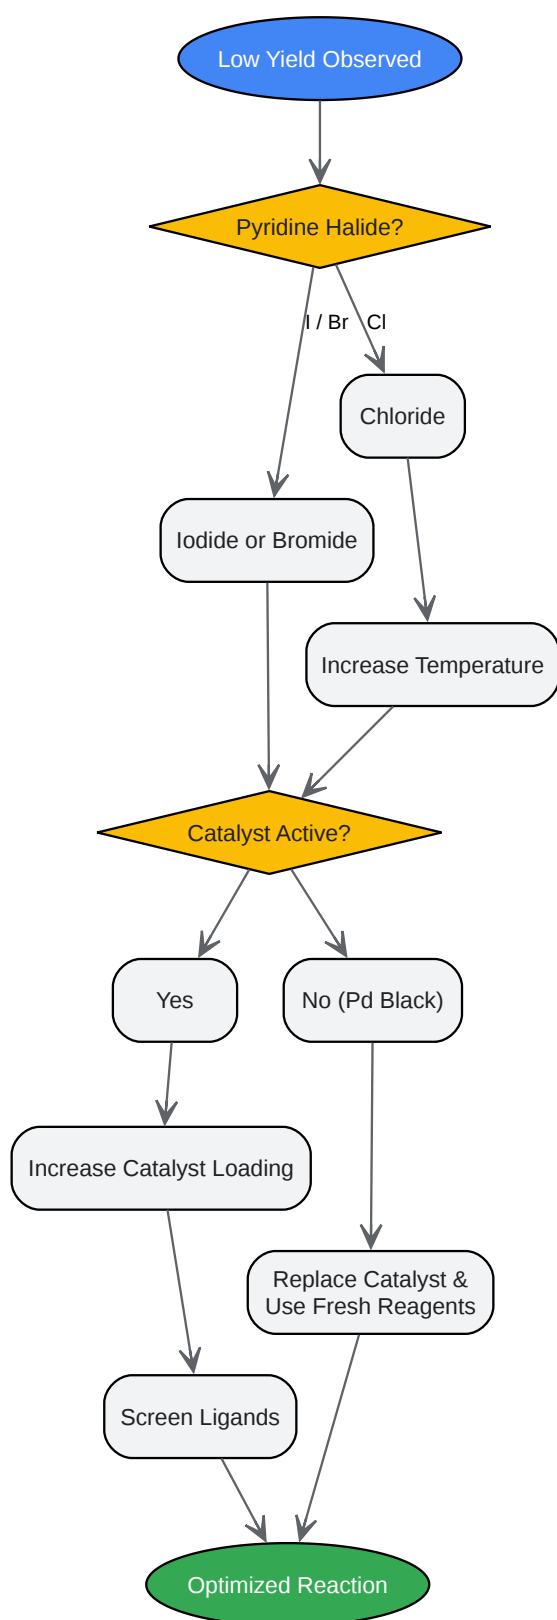 Low Yield Observed
Pyridine Halide?
I / Br
Cl
Chloride
Iodide or Bromide
Increase Temperature
Catalyst Active?
Yes
No (Pd Black)
Increase Catalyst Loading
Replace Catalyst &
Use Fresh Reagents
Screen Ligands
Optimized Reaction